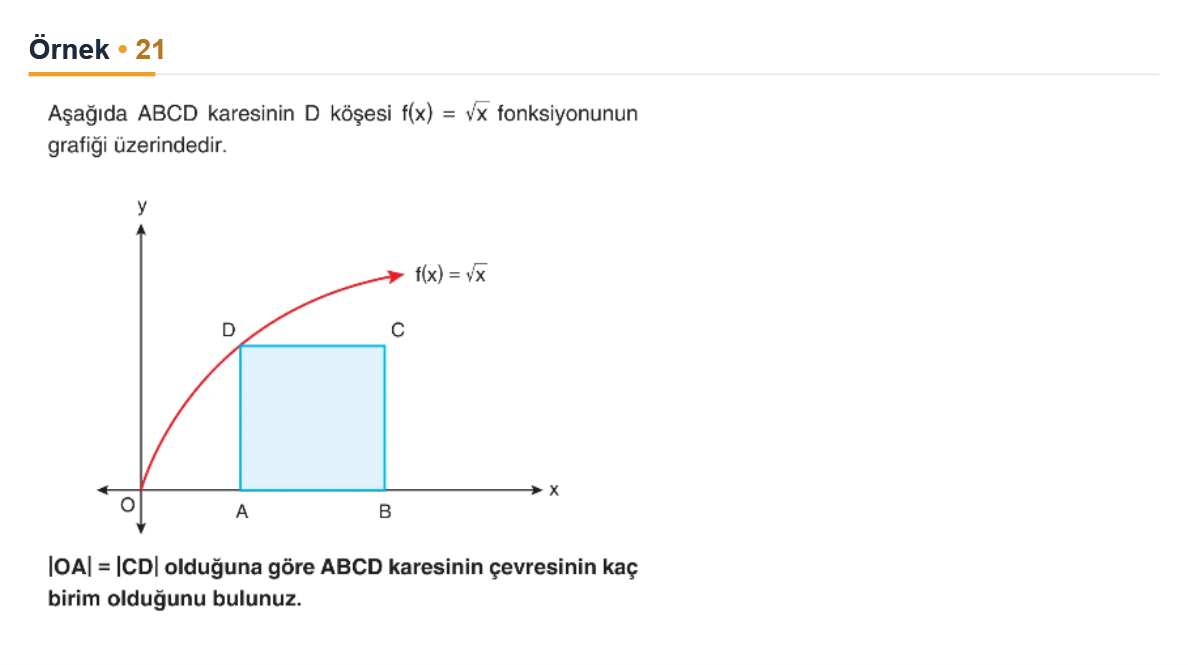 Örnek • 21
Aşağıda ABCD karesinin D köşesi f(x) = √x fonksiyonunun
grafiği üzerindedir.
y
f(x) = √x
D
C
x
O
A
B
|OA| = |CD| olduğuna göre ABCD karesinin çevresinin kaç
birim olduğunu bulunuz.